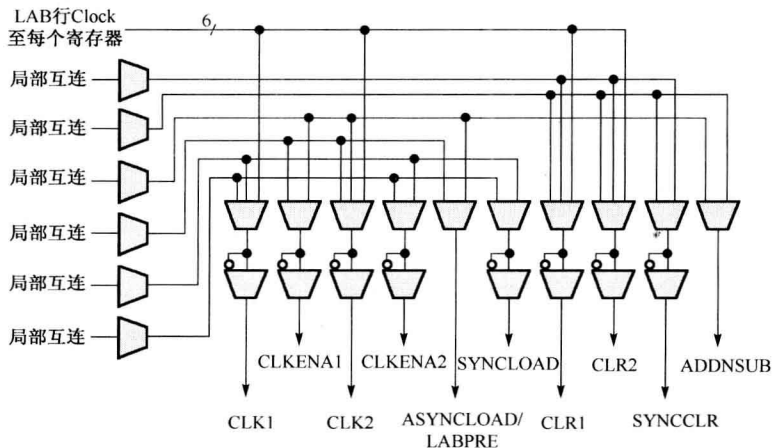 LAB行Clock
至每个寄存器
6
局部互连
局部互连
局部互连
局部互连
局部互连
局部互连
CLKENA1
CLKENA2
SYNCLOAD
CLR2
ADDNSUB
CLK1
CLK2
ASYNCLOAD/
LABPRE
CLR1
SYNCCLR